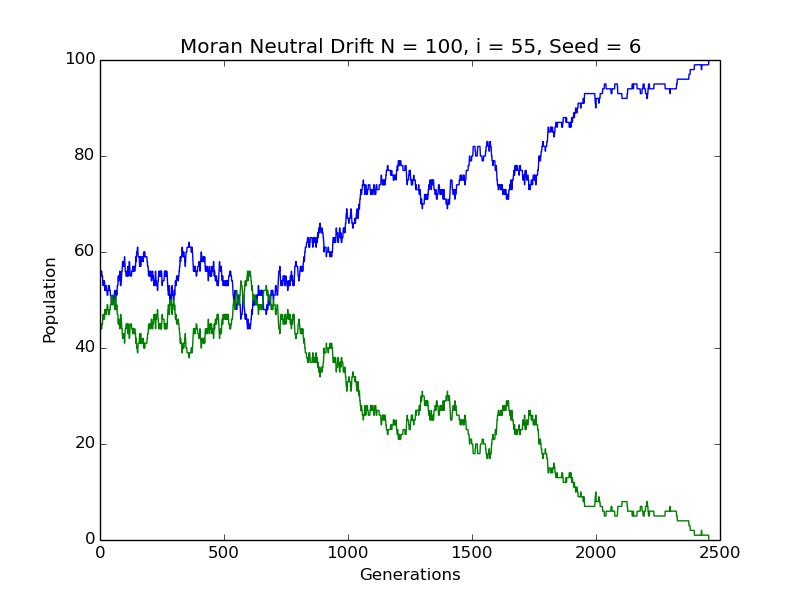 Moran Neutral Drift N = 100, i = 55, Seed = 6
100
80
60
40
20
0
Population
0 500 1000 1500 2000 2500
Generations